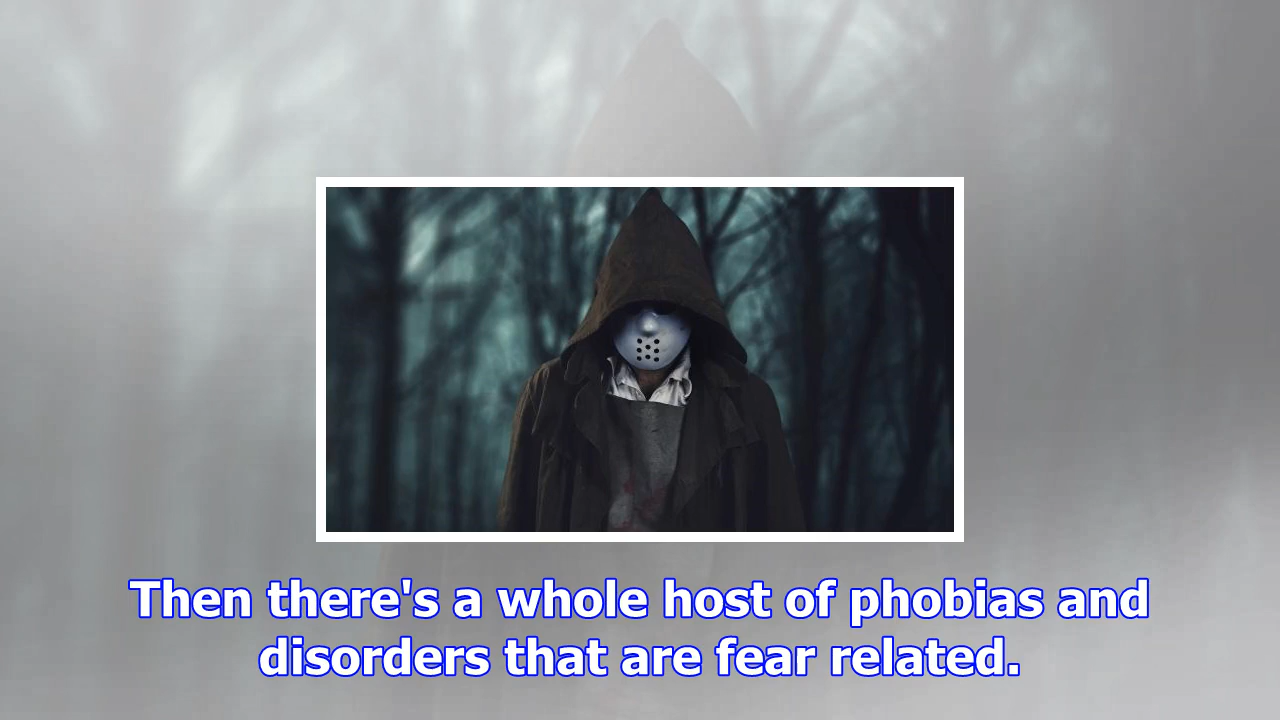 Then there's a whole host of phobias and
disorders that are fear related.